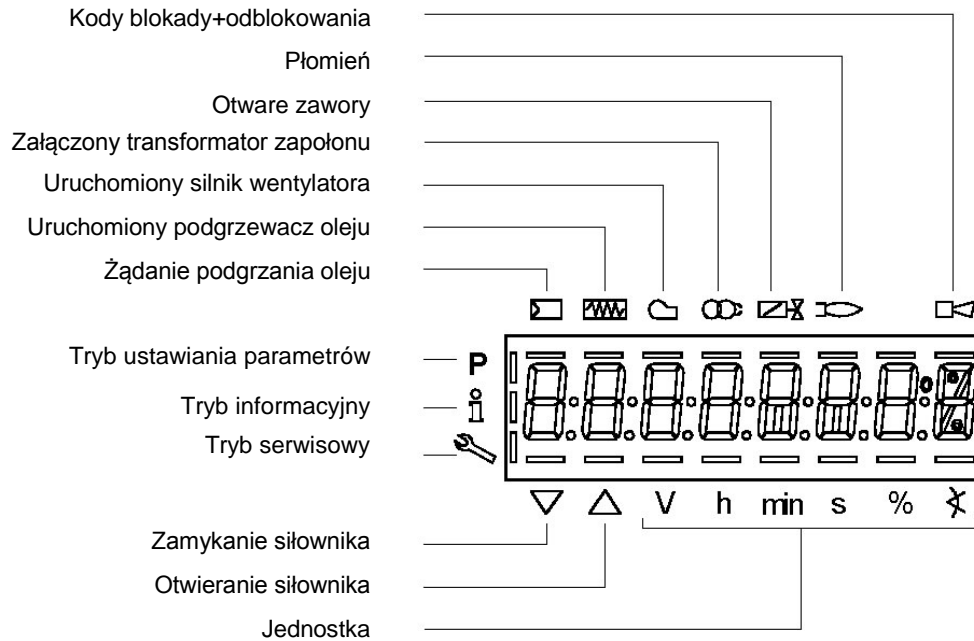 Kody blokady+odblokowania
Płomień
Otware zawory
Załączony transformator zapołonu
Uruchomiony silnik wentylatora
Uruchomiony podgrzewacz oleju
Żądanie podgrzania oleju
Tryb ustawiania parametrów
P
Tryb informacyjny
i
Tryb serwisowy
V h min s %
Zamykanie siłownika
Otwieranie siłownika
Jednostka